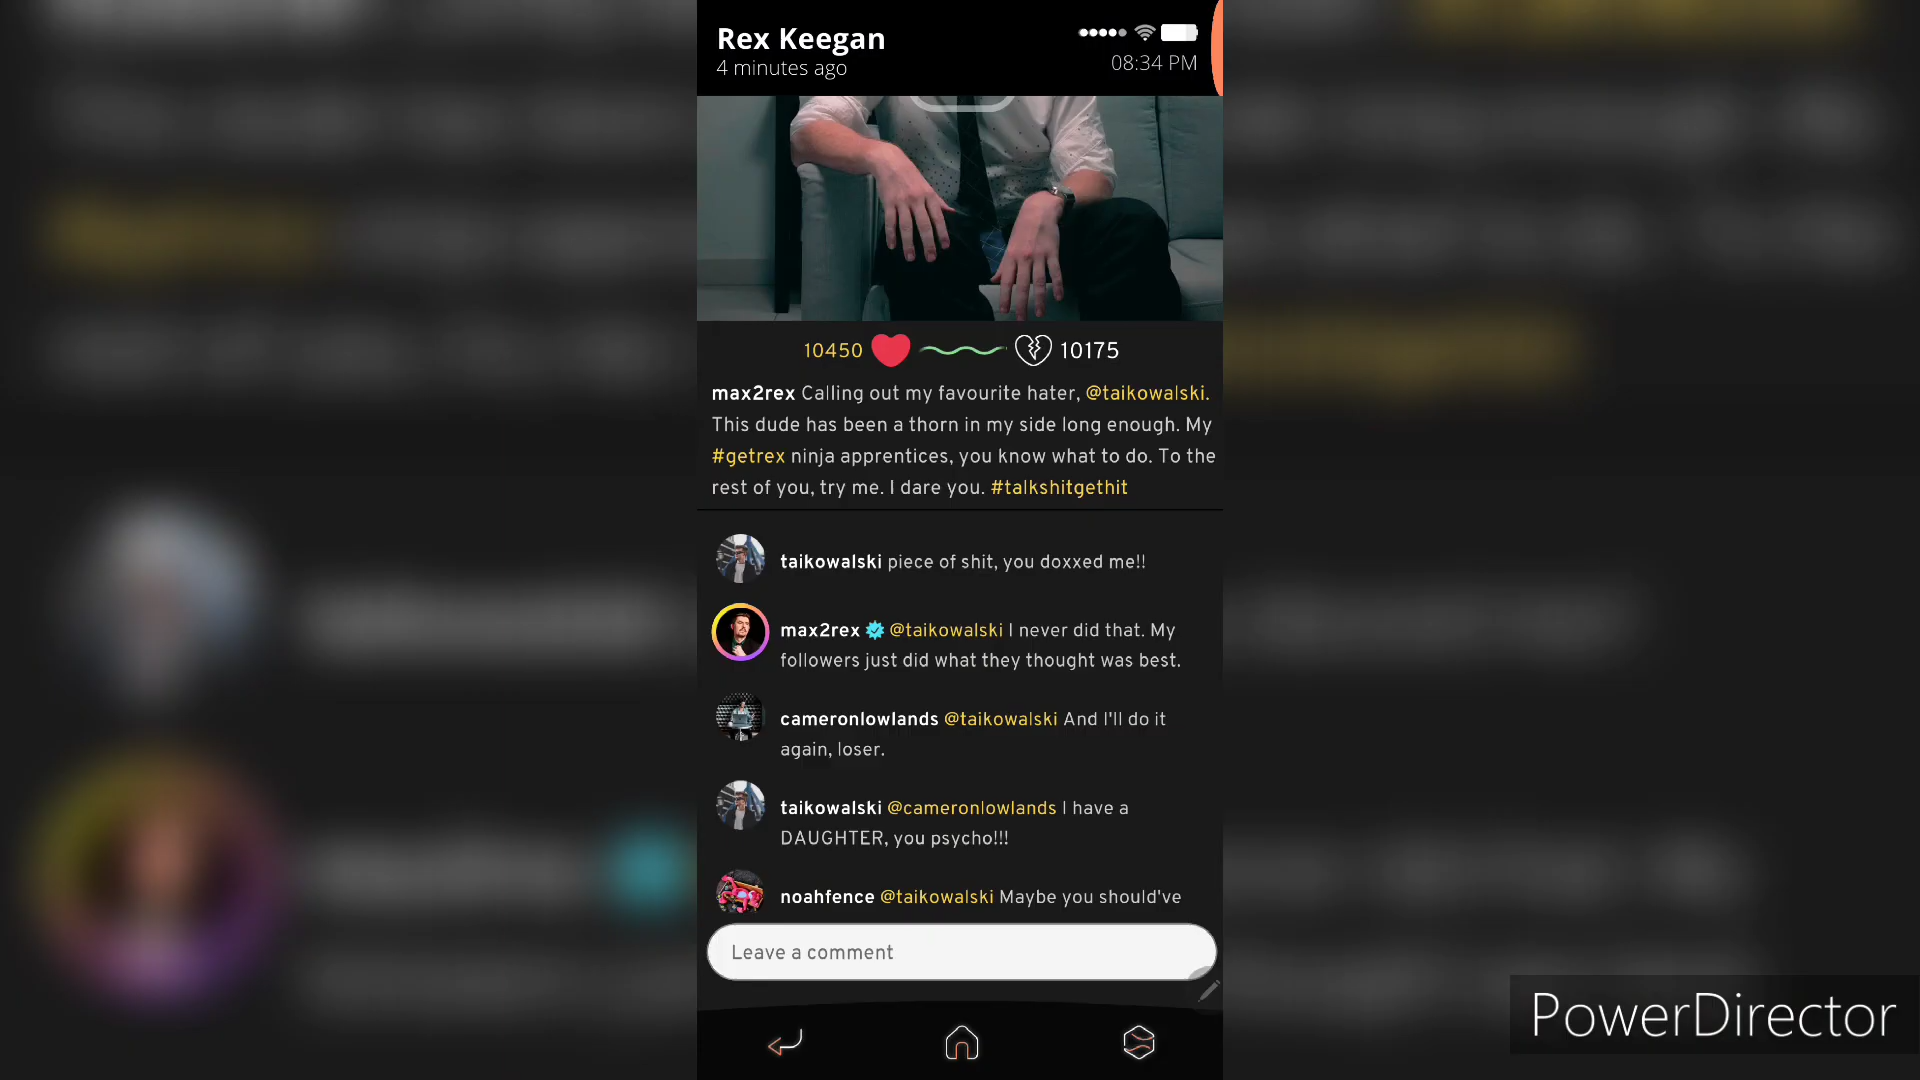 Rex Keegan
4 minutes ago
08:34 PM
10450
10175
max2rex Calling out my favourite hater, @taikowalski.
This dude has been a thorn in my side long enough. My
#getrex ninja apprentices, you know what to do. To the
rest of you, try me. I dare you. #talkshitgethit
taikowalski piece of shit, you doxxed me!!
max2rex @taikowalski I never did that. My
followers just did what they thought was best.
cameronlowlands @taikowalski And I'll do it
again, loser.
taikowalski @cameronlowlands I have a
DAUGHTER, you psycho!!!
noahfence @taikowalski Maybe you should've
Leave a comment
PowerDirector